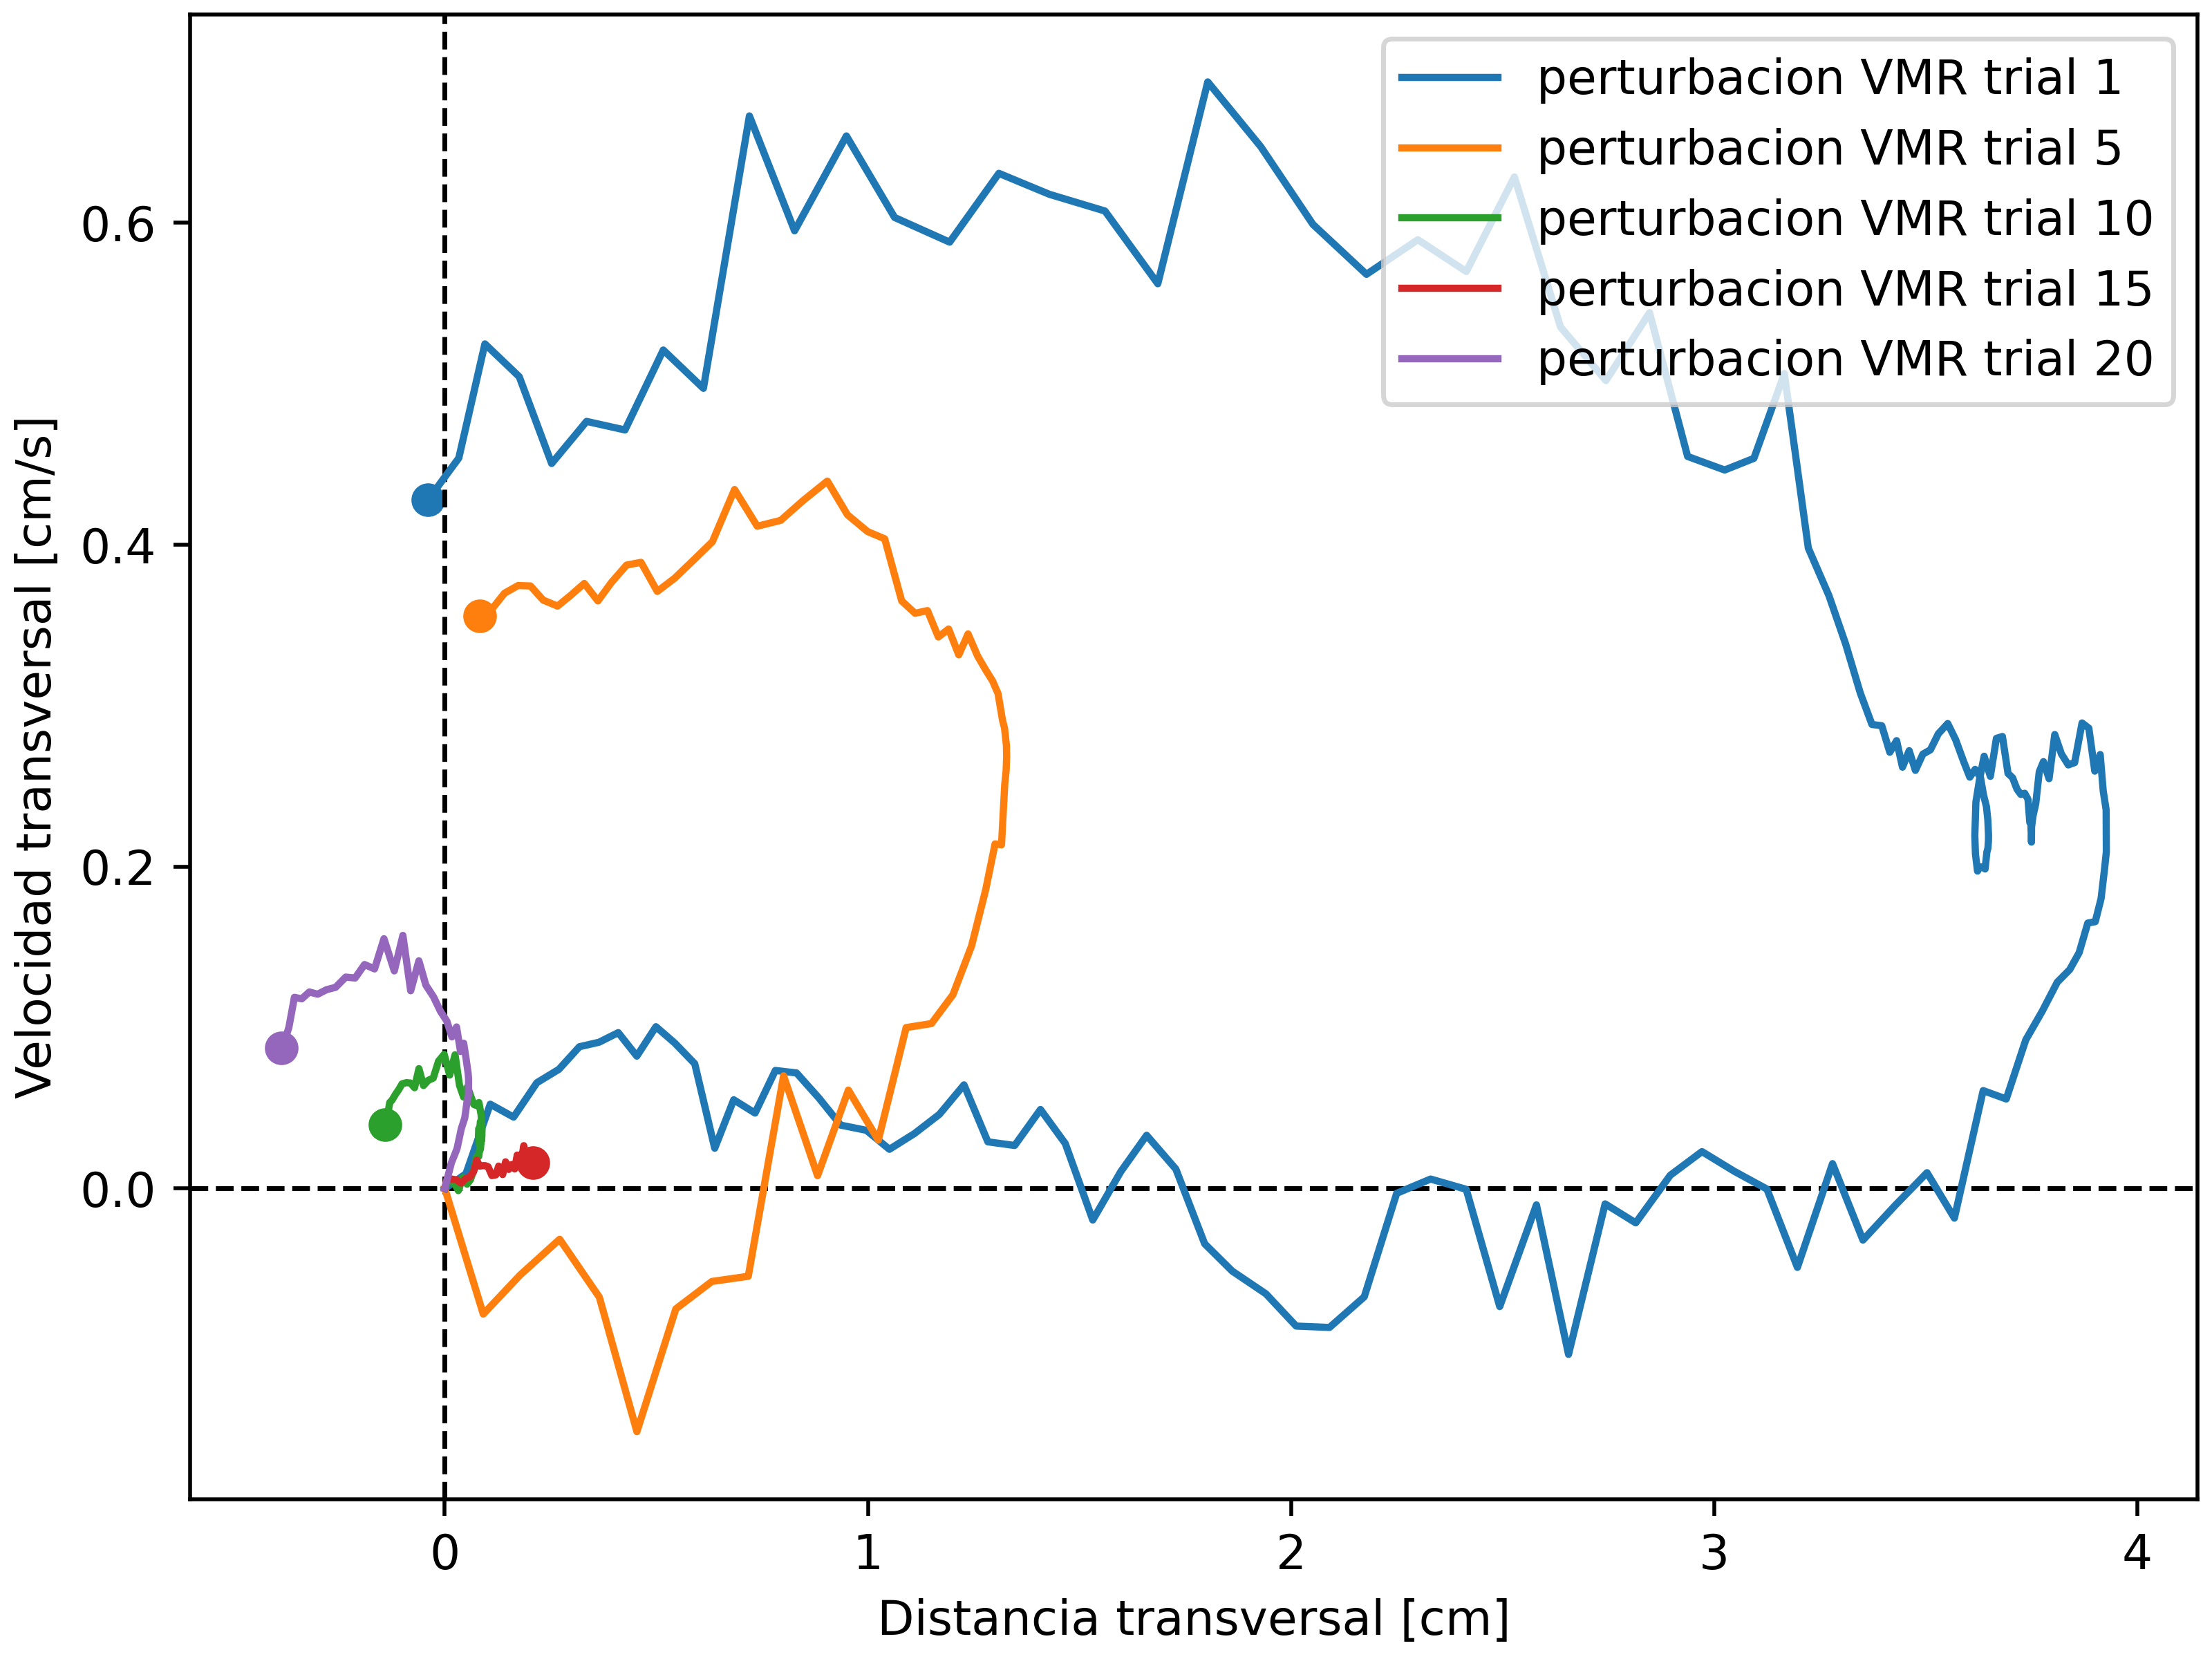 perturbacion VMR trial 1
perturbacion VMR trial 5
perturbacion VMR trial 10
perturbacion VMR trial 15
perturbacion VMR trial 20
Velocidad transversal [cm/s]
0.6
0.4
0.2
0.0
0 1 2 3 4
Distancia transversal [cm]